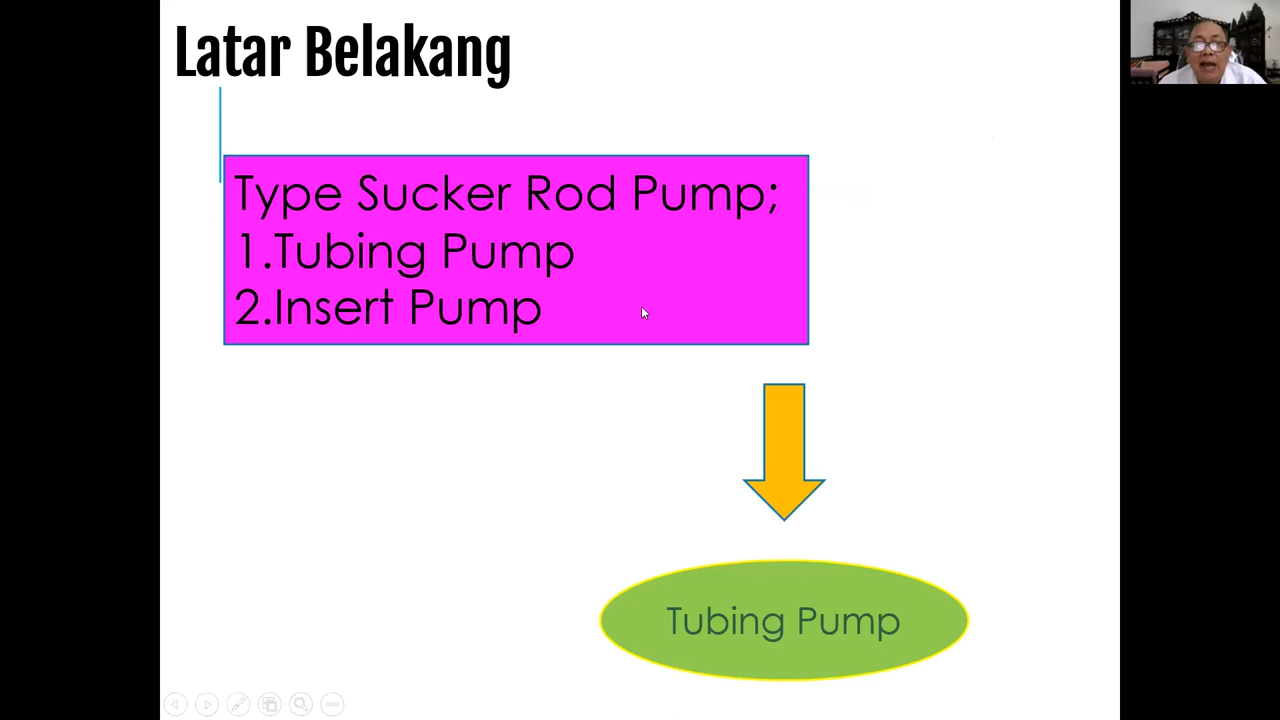 Latar Belakang
Type Sucker Rod Pump;
1.Tubing Pump
2.Insert Pump
Tubing Pump